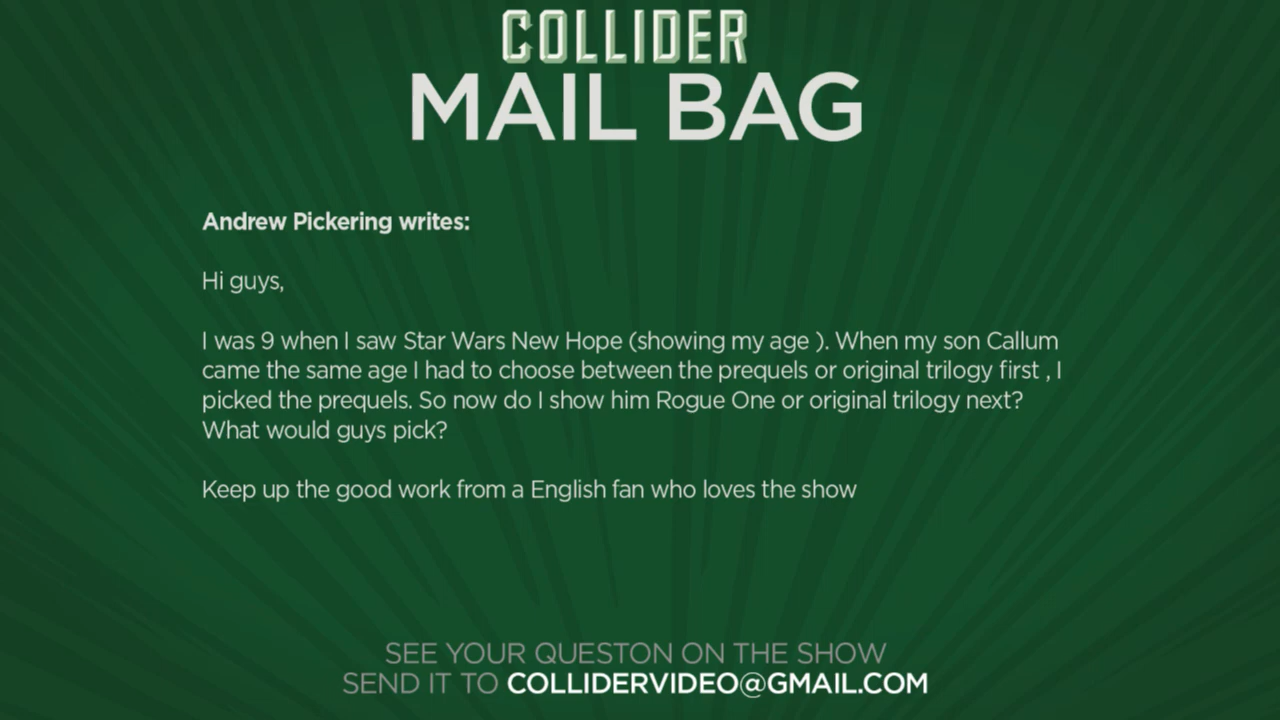 COLLIDER
MAIL BAG
Andrew Pickering writes:
Hi guys,
I was 9 when I saw Star Wars New Hope (showing my age ). When my son Callum
came the same age I had to choose between the prequels or original trilogy first , I
picked the prequels. So now do I show him Rogue One or original trilogy next?
What would guys pick?
Keep up the good work from a English fan who loves the show
SEE YOUR QUESTON ON THE SHOW
SEND IT TO COLLIDERVIDEO@GMAIL.COM